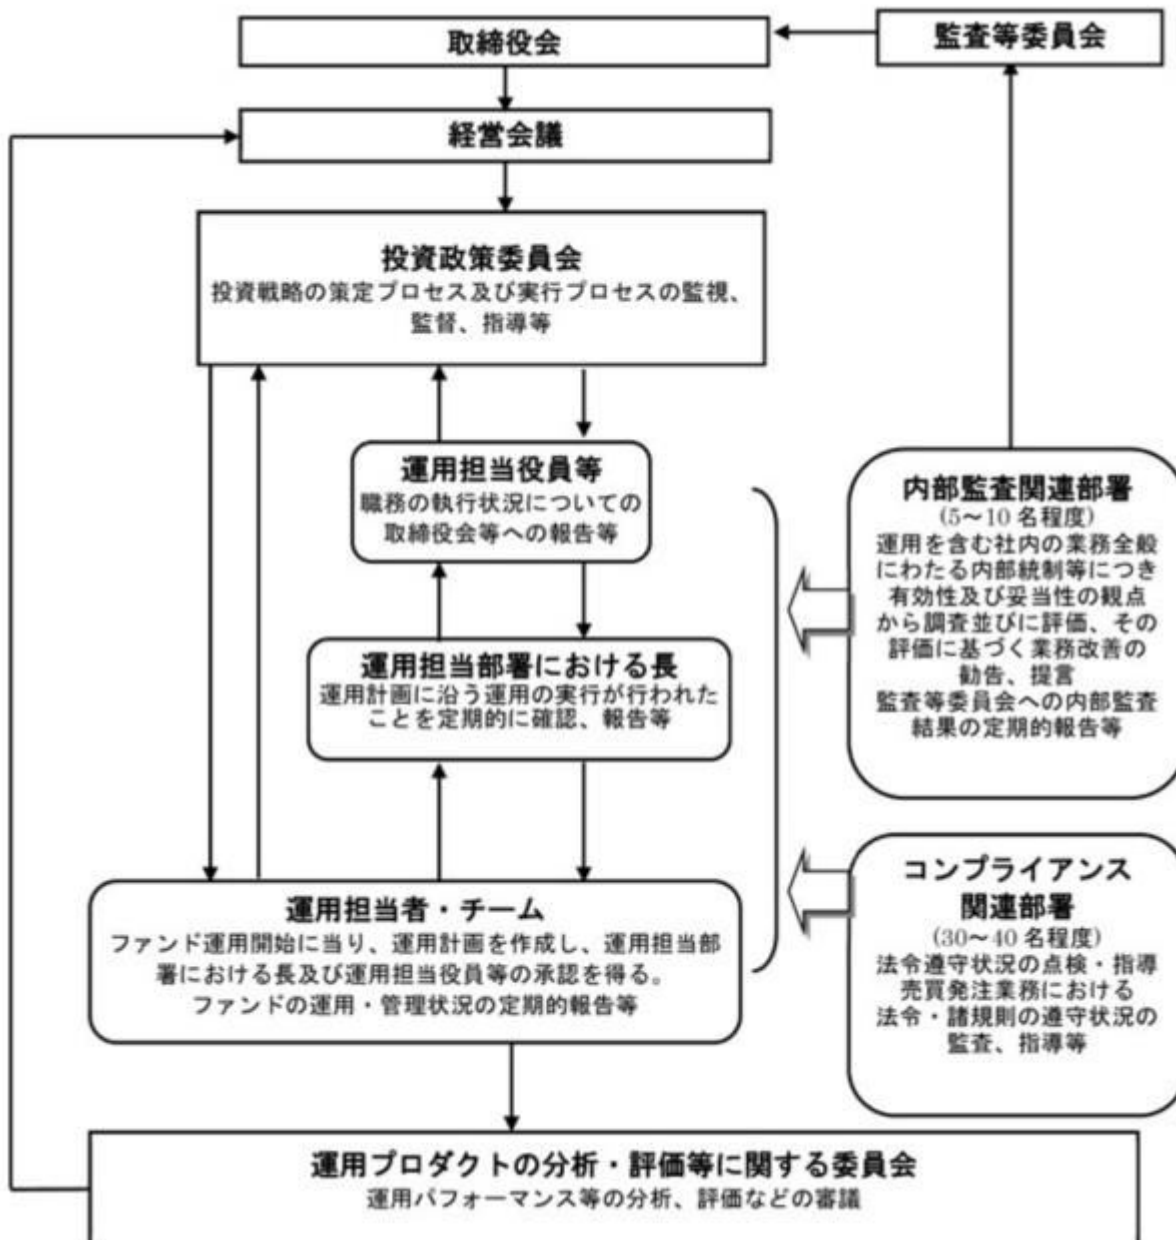 取締役会
監査等委員会
経営会議
投資政策委員会
投資戦略の策定プロセス及び実行プロセスの監視、
監督、指導等
運用担当役員等
職務の執行状況についての
取締役会等への報告等
運用担当部署における長
運用計画に沿う運用の実行が行われた
ことを定期的に確認、報告等
運用担当者・チーム
ファンド運用開始に当り、運用計画を作成し、運用担当部
署における長及び運用担当役員等の承認を得る。
ファンドの運用・管理状況の定期的報告等
内部監査関連部署
(5～10 名程度)
運用を含む社内の業務全般
にわたる内部統制等につき
有効性及び妥当性の観点
から調査並びに評価、その
評価に基づく業務改善の
勧告、提言
監査等委員会への内部監査
結果の定期的報告等
コンプライアンス
関連部署
(30～40 名程度)
法令遵守状況の点検・指導
売買発注業務における
法令・諸規則の遵守状況の
監査、指導等
運用プロダクトの分析・評価等に関する委員会
運用パフォーマンス等の分析、評価などの審議